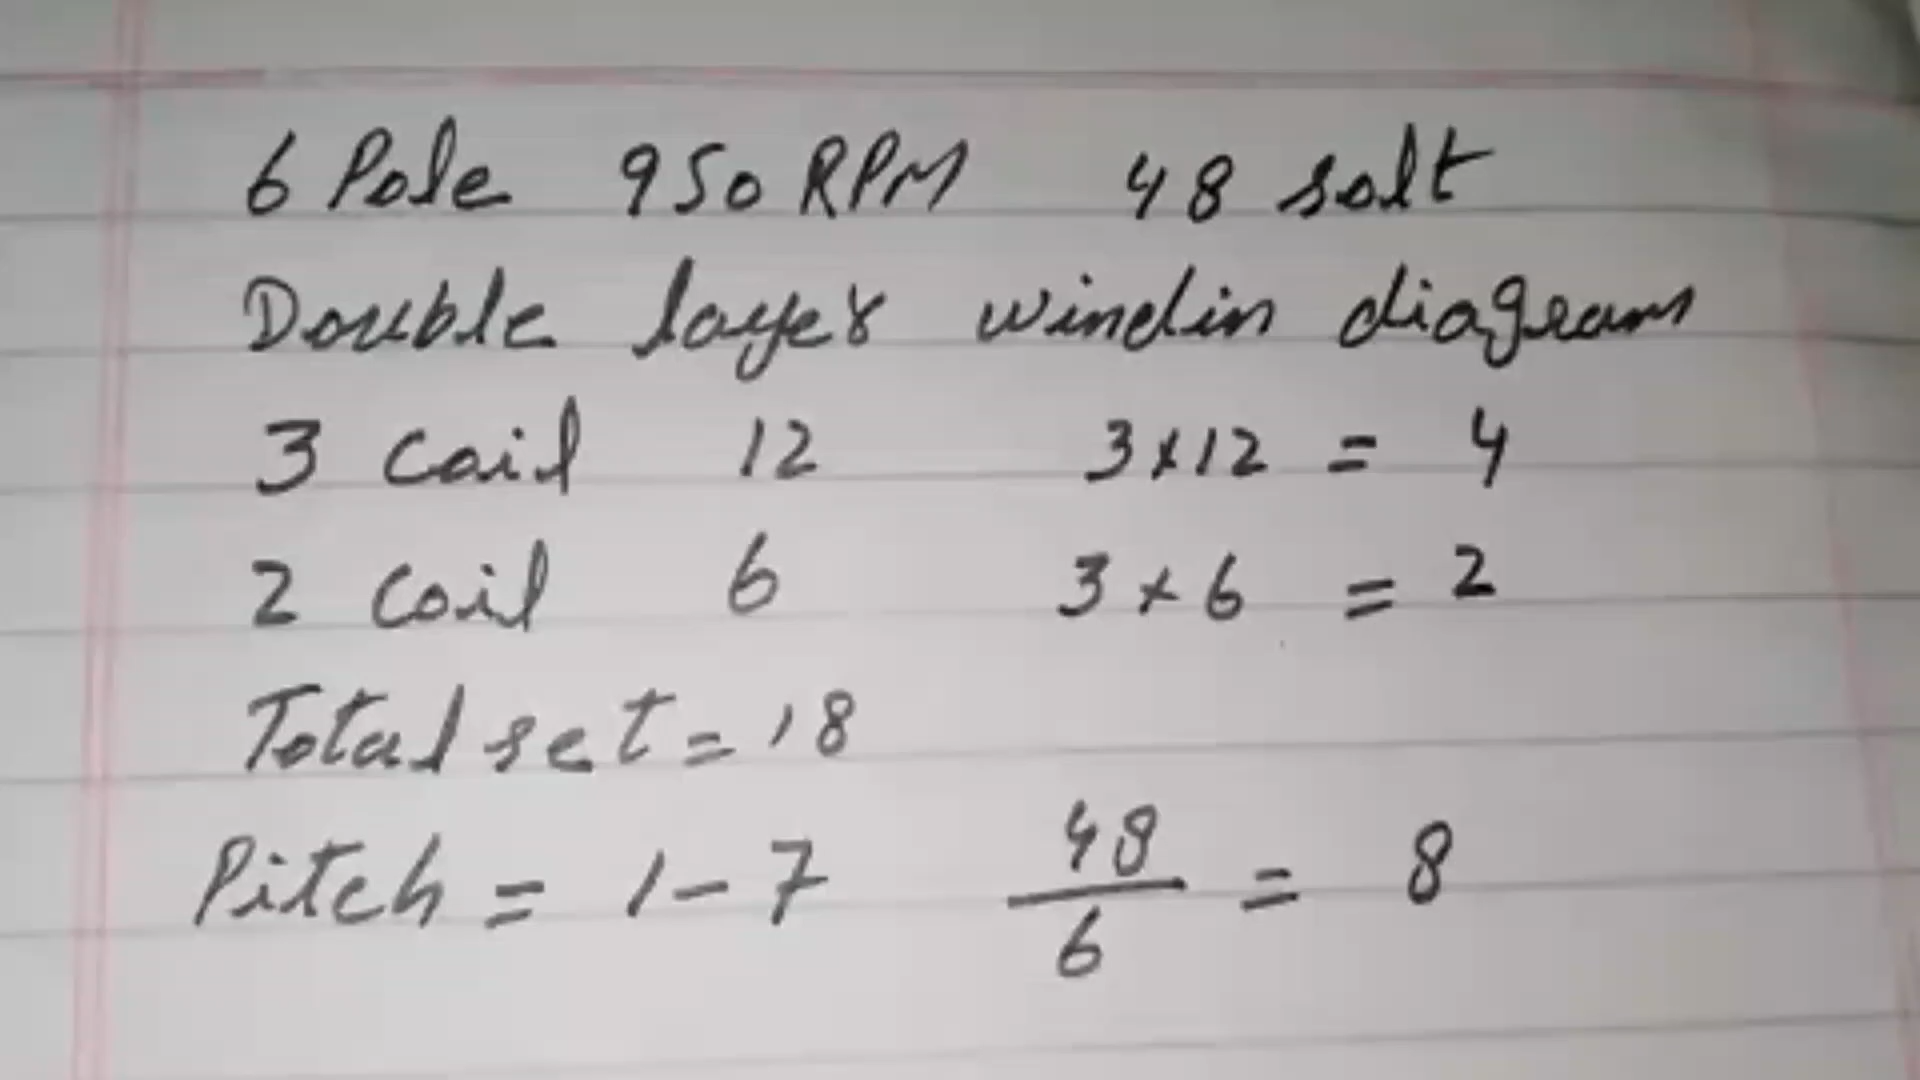 6 Pole 950 RPM 48 solt
Double layer windin diagram
3 Coil 12 3x12 = 4
2 Coil 6 3x6 = 2
Total set = 18
Pitch = 1-7 48/6 = 8